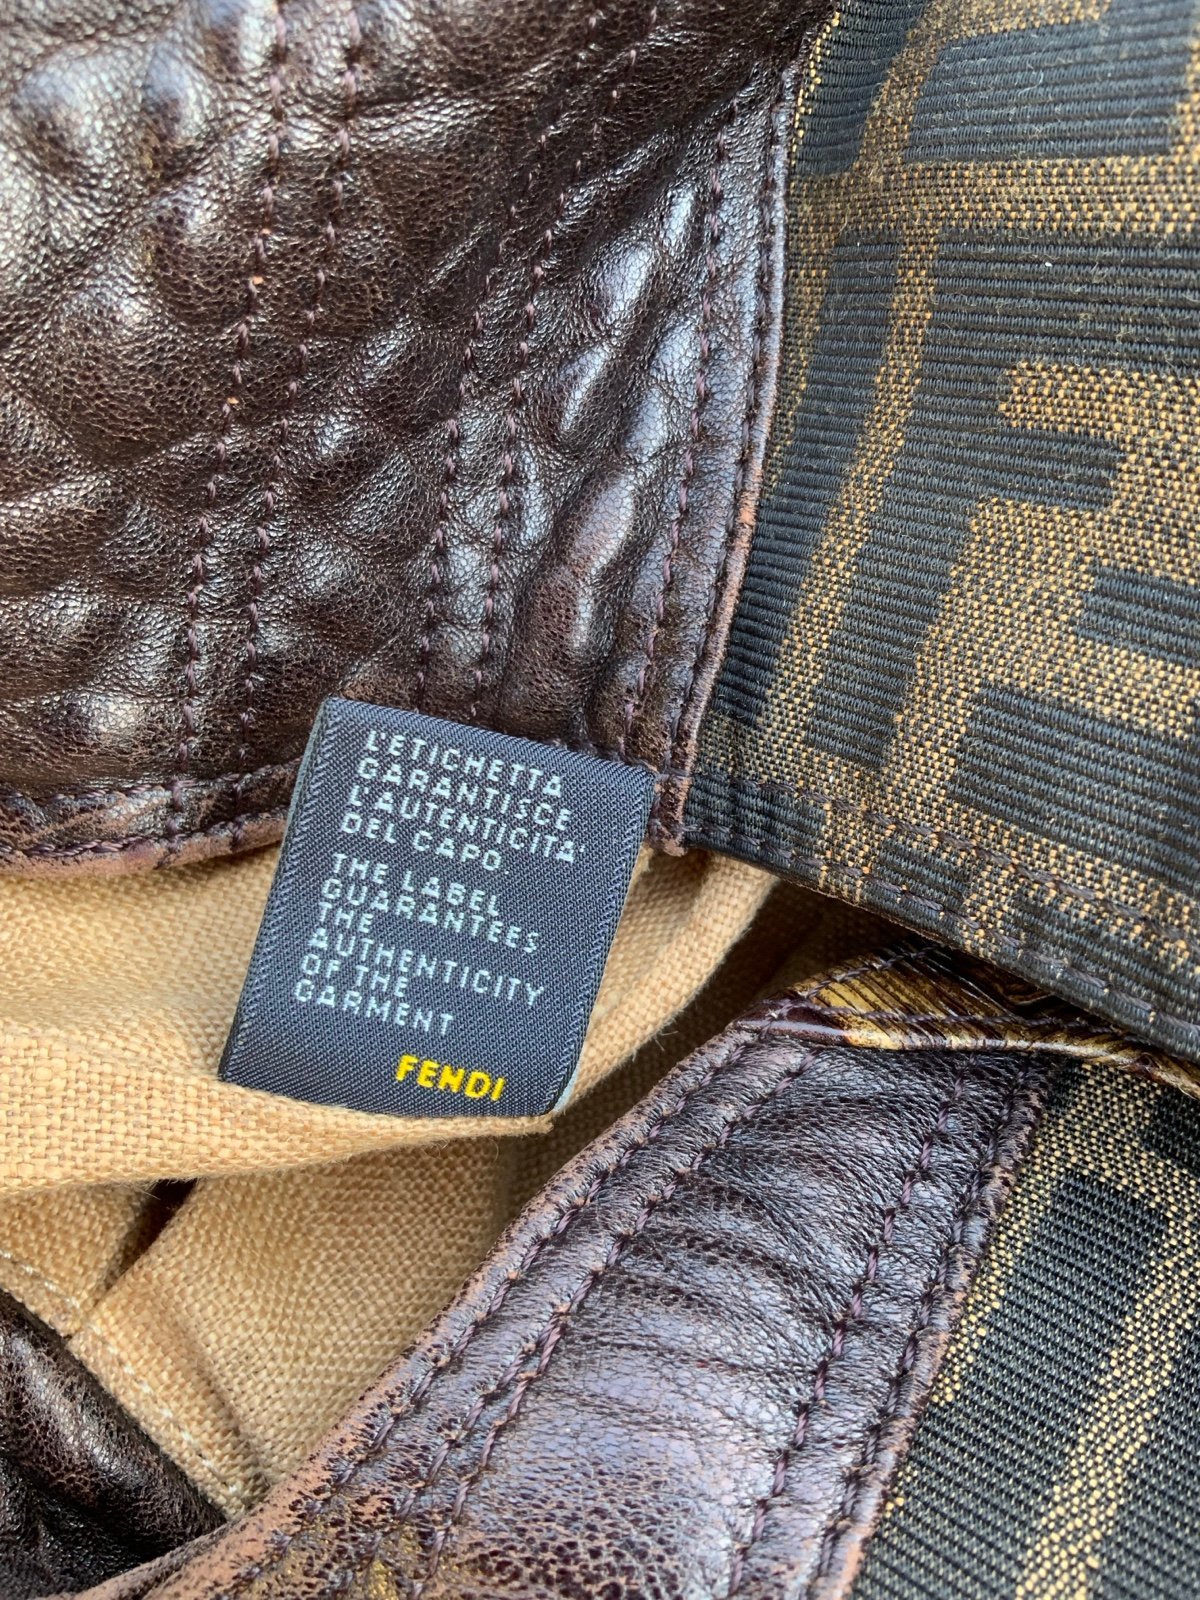 L'ETICHETTA
GARANTISCE
L'AUTENTICITA'
DEL CAPO.
THE LABEL
GUARANTEES
THE
AUTHENTICITY
OF THE
GARMENT
FENDI